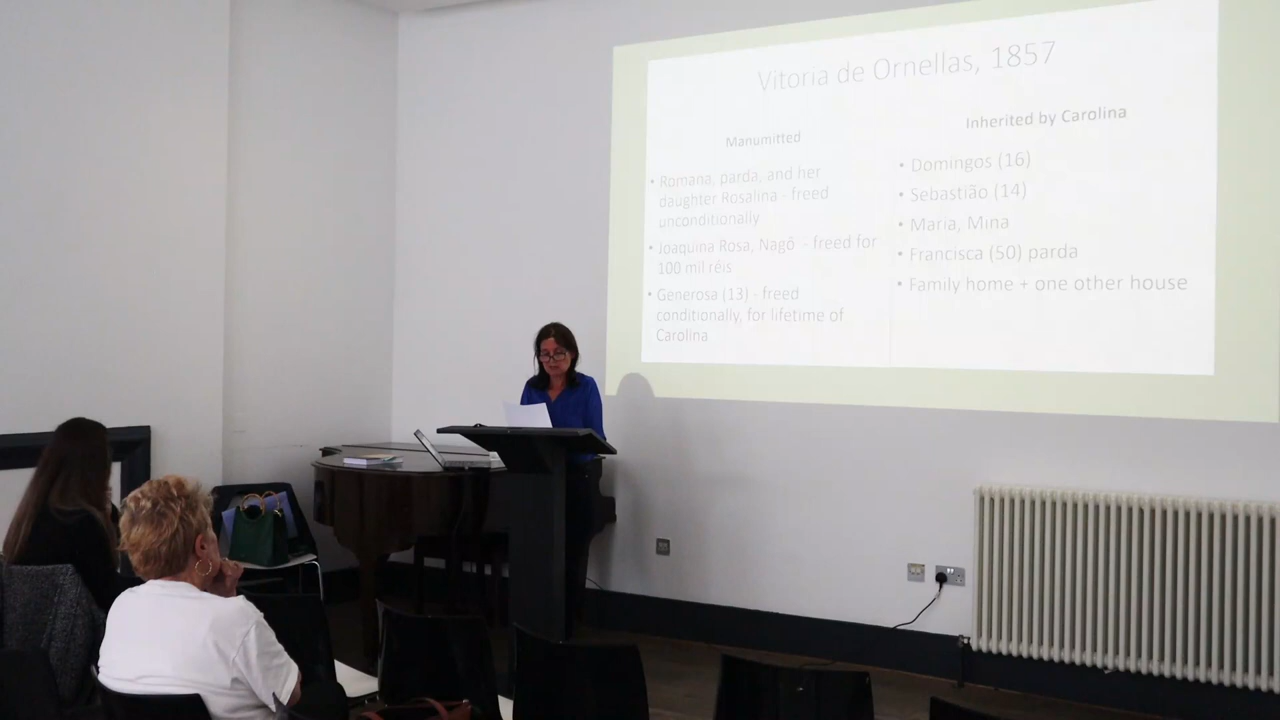 Vitoria de Ornellas, 1857
Manumitted
• Romana, parda, and her
daughter Rosalina - freed
unconditionally
• Joaquina Rosa, Nagô - freed for
100 mil réis
• Generosa (13) - freed
conditionally, for lifetime of
Carolina
Inherited by Carolina
• Domingos (16)
• Sebastião (14)
• Maria, Mina
• Francisca (50) parda
• Family home + one other house